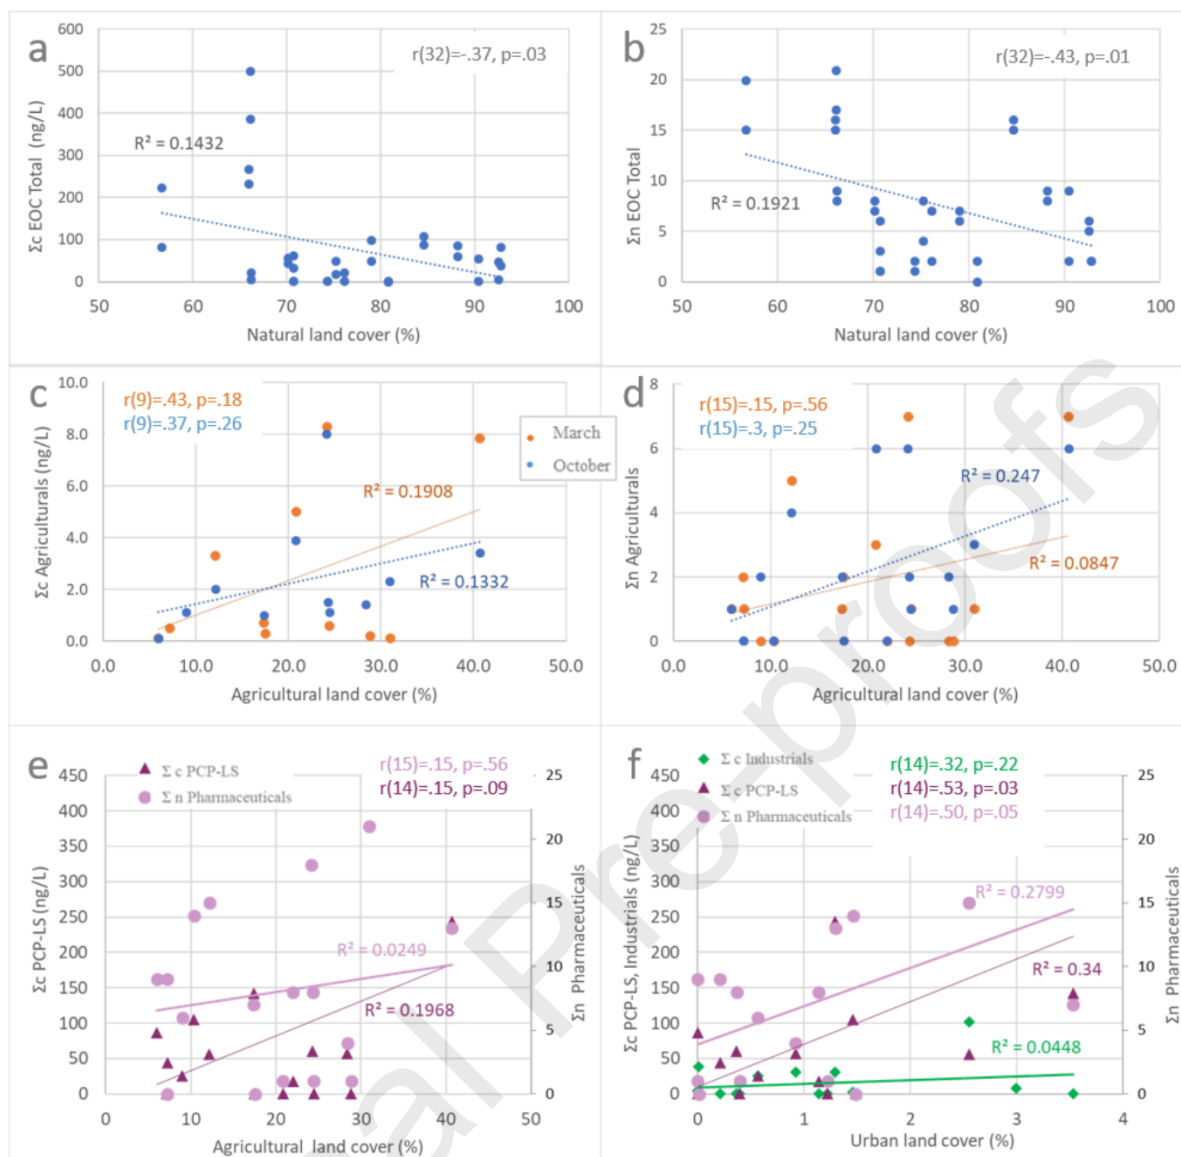 a
600
500
400
300
200
100
0
Σc EOC Total (ng/L)
r(32)=-.37, p=.03
R² = 0.1432
50 60 70 80 90 100
Natural land cover (%)
b
25
20
15
10
5
0
Σn EOC Total
r(32)=-.43, p=.01
R² = 0.1921
50 60 70 80 90 100
Natural land cover (%)
c
10.0
8.0
6.0
4.0
2.0
0.0
Σc Agriculturals (ng/L)
r(9)=.43, p=.18
r(9)=.37, p=.26
March
October
R² = 0.1908
R² = 0.1332
0.0 10.0 20.0 30.0 40.0 50.0
Agricultural land cover (%)
d
8
6
4
2
0
Σn Agriculturals
r(15)=.15, p=.56
r(15)=.3, p=.25
R² = 0.247
R² = 0.0847
0.0 10.0 20.0 30.0 40.0 50.0
Agricultural land cover (%)
e
Σ c PCP-LS
Σ n Pharmaceuticals
r(15)=.15, p=.56
r(14)=.15, p=.09
450
400
350
300
250
200
150
100
50
0
Σc PCP-LS (ng/L)
R² = 0.0249
R² = 0.1968
25
20
15
10
5
0
Σn Pharmaceuticals
0 10 20 30 40 50
Agricultural land cover (%)
f
Σ c Industrials
Σ c PCP-LS
Σ n Pharmaceuticals
r(14)=.32, p=.22
r(14)=.53, p=.03
r(14)=.50, p=.05
450
400
350
300
250
200
150
100
50
0
Σc PCP-LS, Industrials (ng/L)
R² = 0.2799
R² = 0.34
R² = 0.0448
25
20
15
10
5
0
Σn Pharmaceuticals
0 1 2 3 4
Urban land cover (%)
al Pre-proofs